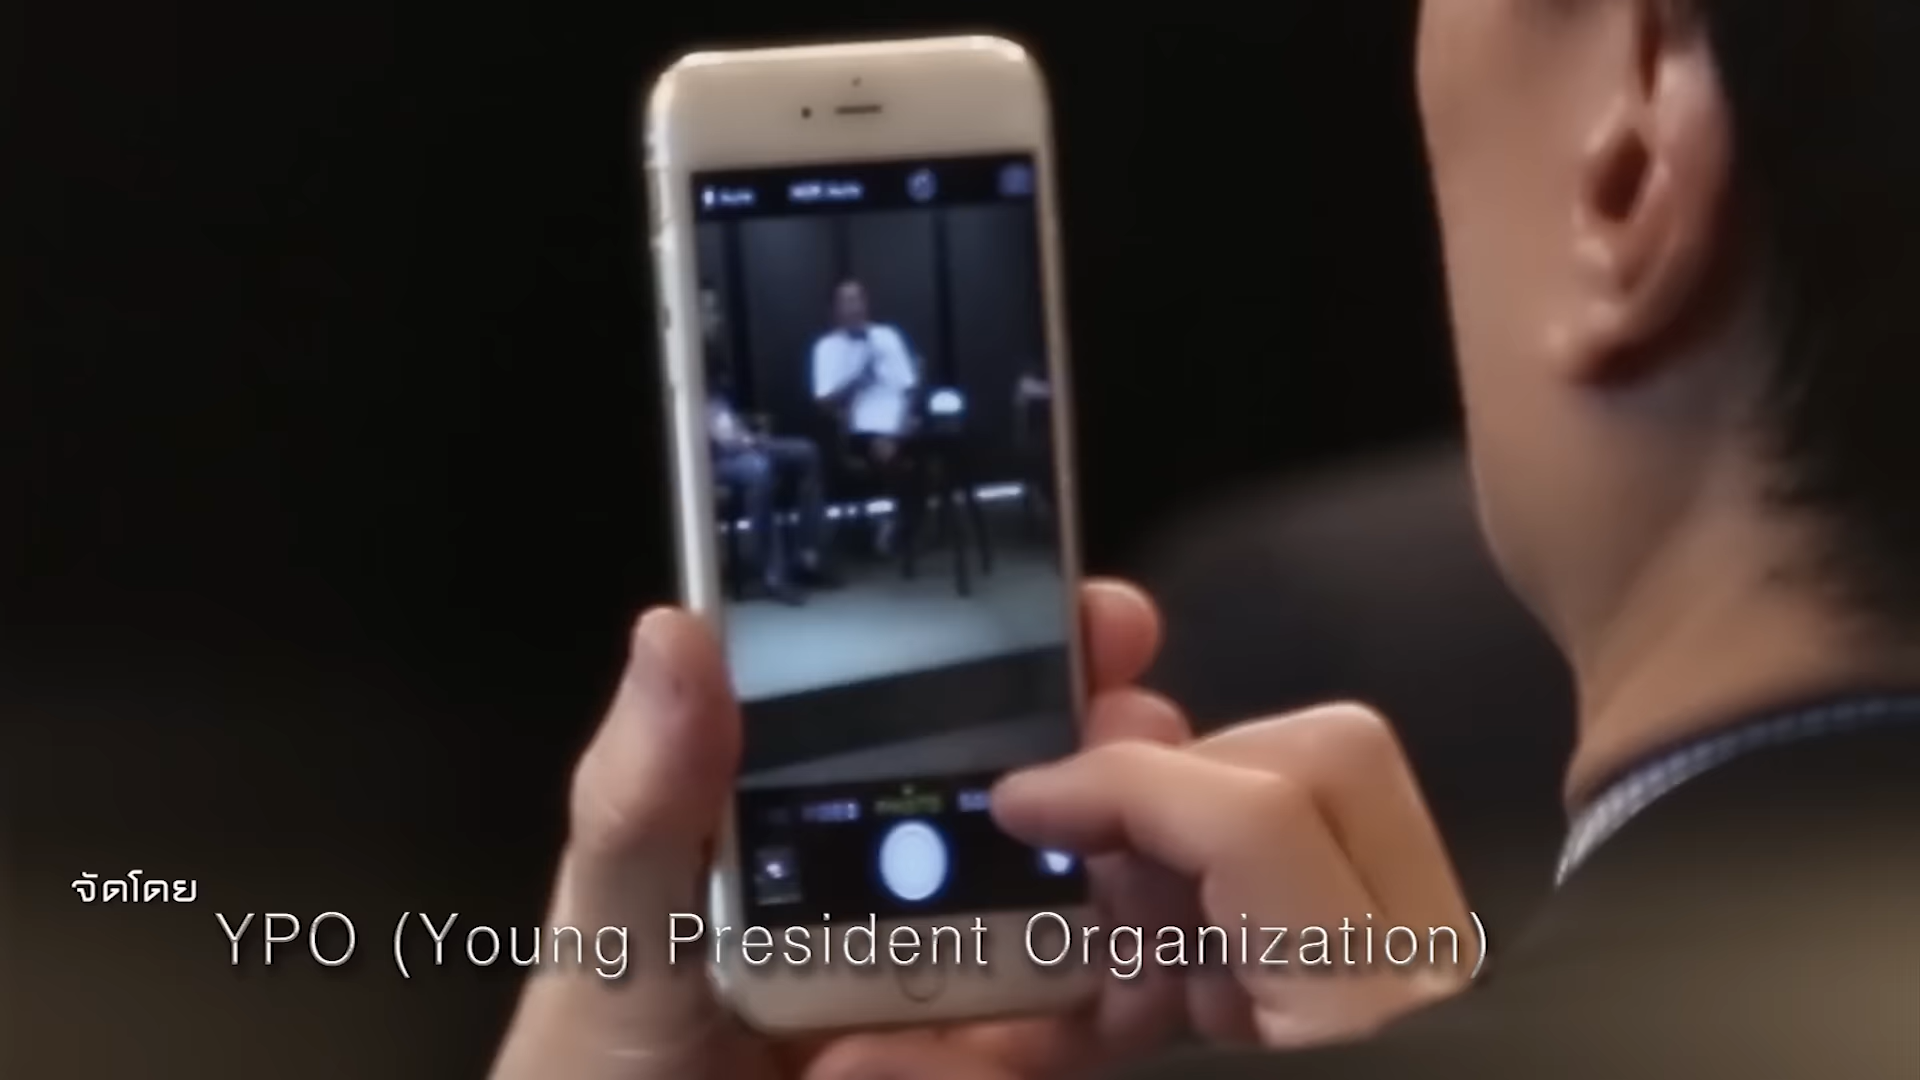 จัดโดย
YPO (Young President Organization)